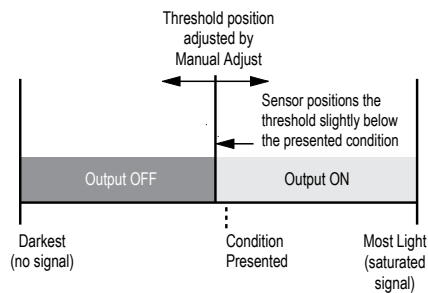 Threshold position
adjusted by
Manual Adjust
Sensor positions the
threshold slightly below
the presented condition
Output OFF
Output ON
Darkest
(no signal)
Condition
Presented
Most Light
(saturated
signal)